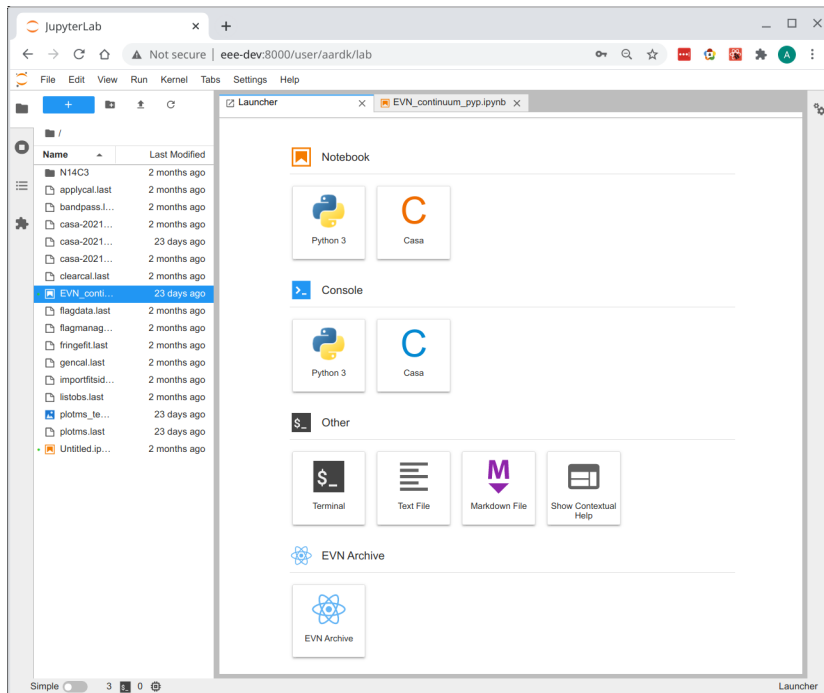 JupyterLab
Not secure | eee-dev:8000/user/aardk/lab
A
File Edit View Run Kernel Tabs Settings Help
Launcher
EVN_continuum_pyp.ipynb
/
Name Last Modified
N14C3 2 months ago
applycal.last 2 months ago
bandpass.l... 2 months ago
casa-2021... 2 months ago
casa-2021... 23 days ago
casa-2021... 2 months ago
clearcal.last 2 months ago
EVN_conti... 23 days ago
flagdata.last 2 months ago
flagmanag... 2 months ago
fringefit.last 2 months ago
gencal.last 2 months ago
importfitsid... 2 months ago
listobs.last 2 months ago
plotms_te... 23 days ago
plotms.last 23 days ago
Untitled.ip... 2 months ago
Notebook
Python 3
C
Casa
Console
Python 3
C
Casa
$_ Other
$_
Terminal
Text File
M
Markdown File
Show Contextual
Help
EVN Archive
EVN Archive
Simple 3 $_ 0 Launcher